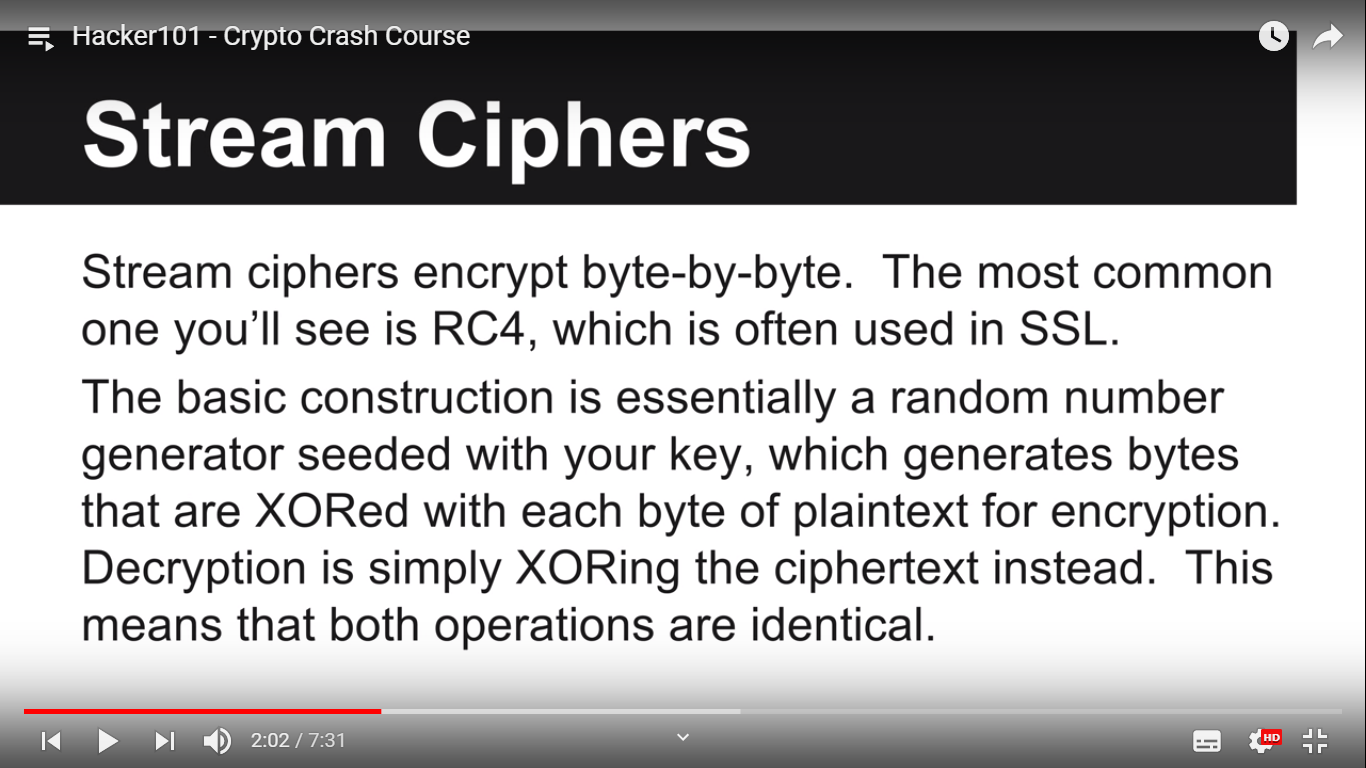 Hacker101 - Crypto Crash Course
Stream Ciphers
Stream ciphers encrypt byte-by-byte.  The most common
one you’ll see is RC4, which is often used in SSL.
The basic construction is essentially a random number
generator seeded with your key, which generates bytes
that are XORed with each byte of plaintext for encryption.
Decryption is simply XORing the ciphertext instead.  This
means that both operations are identical.
2:02 / 7:31
HD